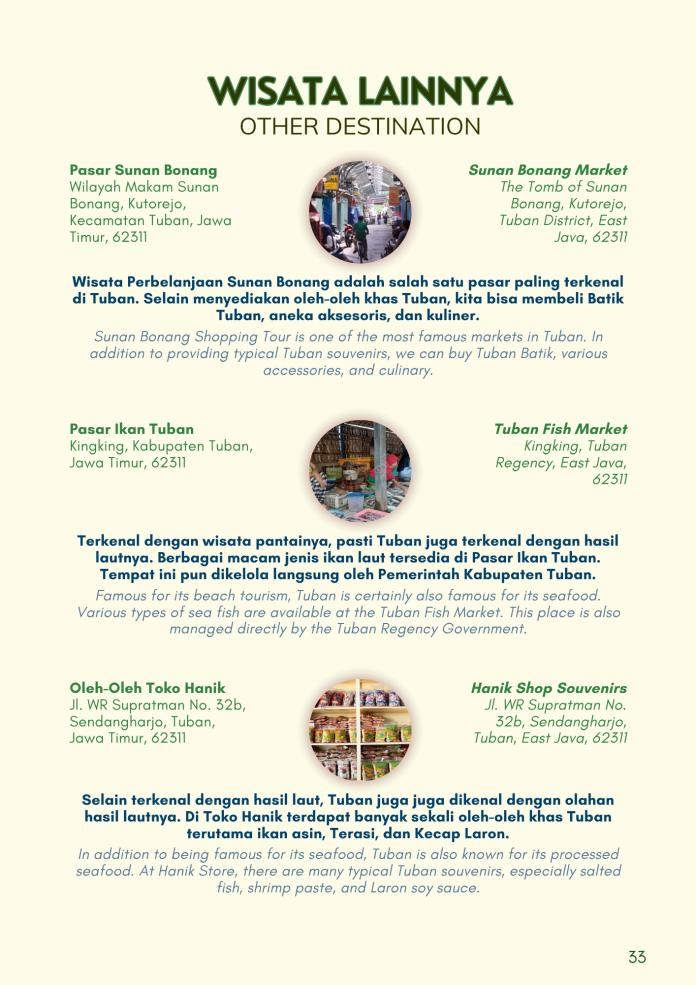 WISATA LAINNYA
OTHER DESTINATION
Pasar Sunan Bonang
Wilayah Makam Sunan
Bonang, Kutorejo,
Kecamatan Tuban, Jawa
Timur, 62311
Sunan Bonang Market
The Tomb of Sunan
Bonang, Kutorejo,
Tuban District, East
Java, 62311
Wisata Perbelanjaan Sunan Bonang adalah salah satu pasar paling terkenal
di Tuban. Selain menyediakan oleh-oleh khas Tuban, kita bisa membeli Batik
Tuban, aneka aksesoris, dan kuliner.
Sunan Bonang Shopping Tour is one of the most famous markets in Tuban. In
addition to providing typical Tuban souvenirs, we can buy Tuban Batik, various
accessories, and culinary.
Pasar Ikan Tuban
Kingking, Kabupaten Tuban,
Jawa Timur, 62311
Tuban Fish Market
Kingking, Tuban
Regency, East Java,
62311
Terkenal dengan wisata pantainya, pasti Tuban juga terkenal dengan hasil
lautnya. Berbagai macam jenis ikan laut tersedia di Pasar Ikan Tuban.
Tempat ini pun dikelola langsung oleh Pemerintah Kabupaten Tuban.
Famous for its beach tourism, Tuban is certainly also famous for its seafood.
Various types of sea fish are available at the Tuban Fish Market. This place is also
managed directly by the Tuban Regency Government.
Oleh-Oleh Toko Hanik
Jl. WR Supratman No. 32b,
Sendangharjo, Tuban,
Jawa Timur, 62311
Hanik Shop Souvenirs
Jl. WR Supratman No.
32b, Sendangharjo,
Tuban, East Java, 62311
Selain terkenal dengan hasil laut, Tuban juga juga dikenal dengan olahan
hasil lautnya. Di Toko Hanik terdapat banyak sekali oleh-oleh khas Tuban
terutama ikan asin, Terasi, dan Kecap Laron.
In addition to being famous for its seafood, Tuban is also known for its processed
seafood. At Hanik Store, there are many typical Tuban souvenirs, especially salted
fish, shrimp paste, and Laron soy sauce.
33